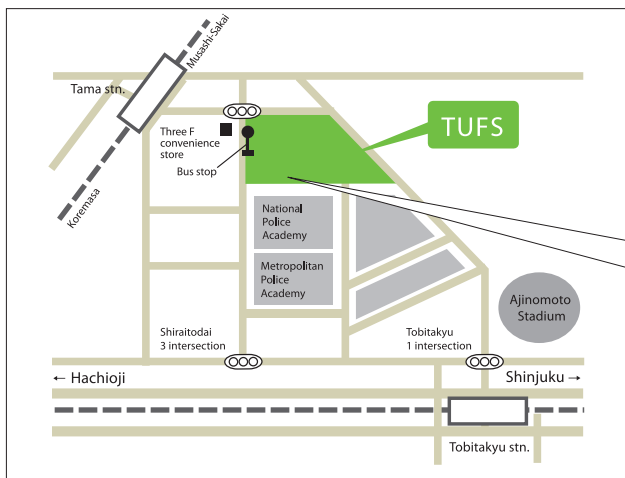 Musashi-Sakai
Tama stn.
TUFS
Three F
convenience
store
Bus stop
Koremasa
National
Police
Academy
Metropolitan
Police
Academy
Ajinomoto
Stadium
Shiraitodai
3 intersection
Tobitakyu
1 intersection
← Hachioji
Shinjuku →
Tobitakyu stn.